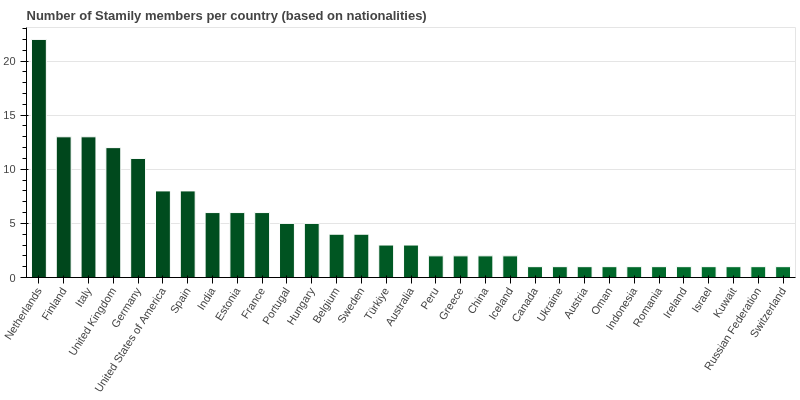 Number of Stamily members per country (based on nationalities)
20
15
10
5
0
Netherlands
Finland
Italy
United Kingdom
Germany
United States of America
Spain
India
Estonia
France
Portugal
Hungary
Belgium
Sweden
Türkiye
Australia
Peru
Greece
China
Iceland
Canada
Ukraine
Austria
Oman
Indonesia
Romania
Ireland
Israel
Kuwait
Russian Federation
Switzerland